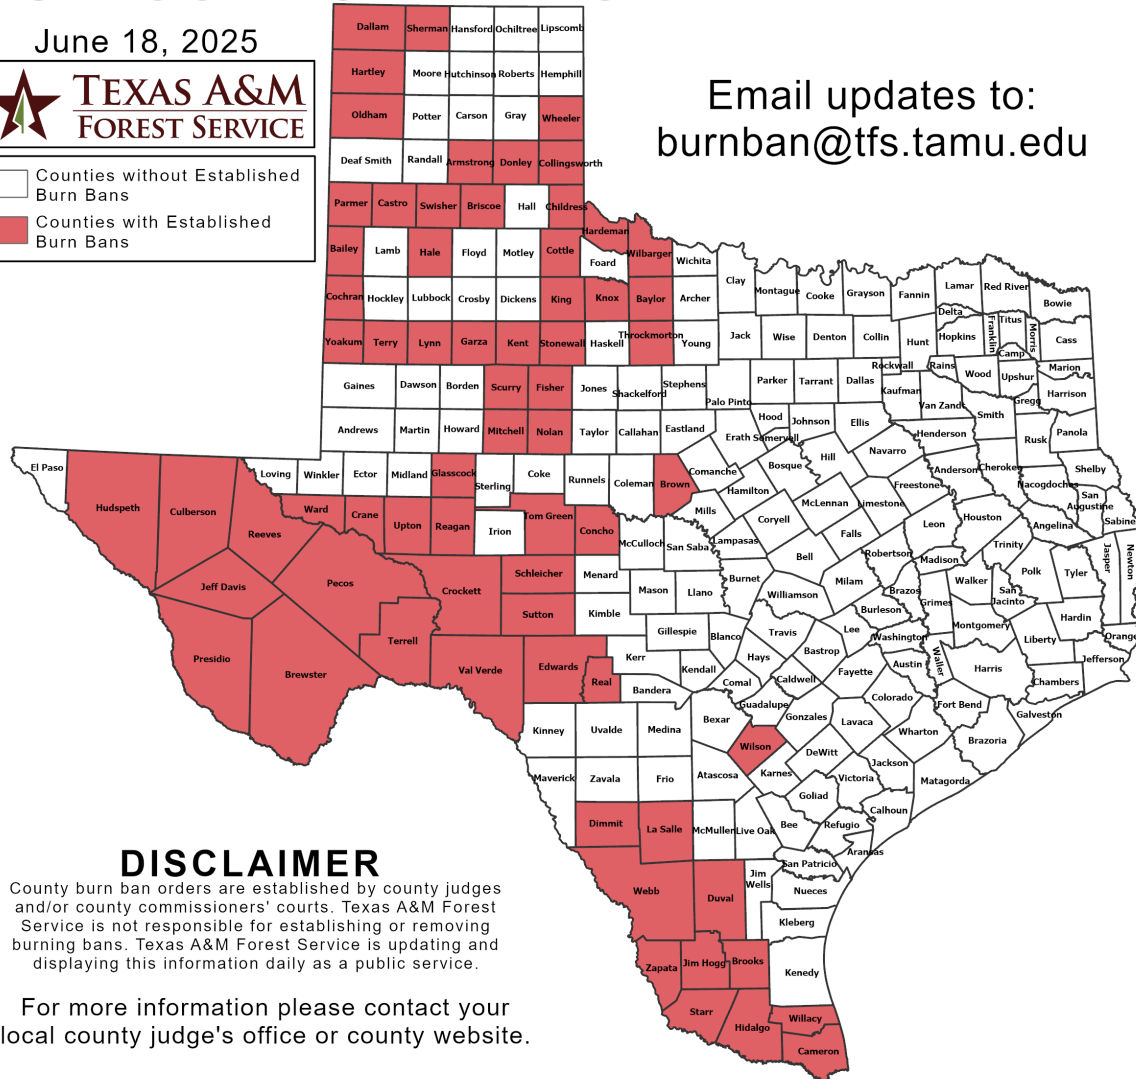 June 18, 2025
TEXAS A&M
FOREST SERVICE
Counties without Established
Burn Bans
Counties with Established
Burn Bans
Email updates to:
burnban@tfs.tamu.edu
Dallam Sherman Hansford Ochiltree Lipscomb
Hartley Moore Hutchinson Roberts Hemphill
Oldham Potter Carson Gray Wheeler
Deaf Smith Randall Armstrong Donley Collingsworth
Parmer Castro Swisher Briscoe Hall Childress
Hardeman
Bailey Lamb Hale Floyd Motley Cottle Foard Wilbarger Wichita
Clay Montague Cooke Grayson Fannin Lamar Red River Bowie
Cochran Hockley Lubbock Crosby Dickens King Knox Baylor Archer
Delta Franklin Titus Morris Cass
Yoakum Terry Lynn Garza Kent Stonewall Haskell Throckmorton Young Jack Wise Denton Collin Hunt Hopkins
Camp
Rockwall Rains Wood Upshur Marion
Gaines Dawson Borden Scurry Fisher Jones Shackelford Stephens Palo Pinto Parker Tarrant Dallas Kaufman Van Zandt Smith Gregg Harrison
Andrews Martin Howard Mitchell Nolan Taylor Callahan Eastland Erath Hood Somervell Johnson Ellis Henderson Rusk Panola
El Paso Hudspeth Culberson Reeves Loving Winkler Ector Midland Glasscock Sterling Coke Runnels Coleman Brown Comanche Bosque Hill Navarro Anderson Cherokee Shelby
Hamilton McLennan Limestone Freestone Nacogdoches San
Augustine Sabine
Ward Crane Upton Reagan Irion Tom Green Concho McCulloch San Saba Mills Lampasas Coryell Falls Leon Houston Angelina
Jeff Davis Pecos Crockett Schleicher Menard Mason Llano Burnet Bell Milam Robertson Madison Trinity Polk Tyler Jasper Newton
Sutton Kimble Williamson Brazos Burleson Grimes Walker San
Jacinto Hardin
Presidio Brewster Terrell Val Verde Edwards Real Kerr Gillespie Blanco Travis Lee Washington Montgomery Liberty Orange
Kendall Hays Bastrop Fayette Austin Waller Harris Jefferson
Bandera Comal Caldwell Colorado Chambers
Guadalupe Gonzales Lavaca Fort Bend Galveston
Kinney Uvalde Medina Bexar Wilson DeWitt Wharton Brazoria
Maverick Zavala Frio Atascosa Karnes Victoria Jackson Matagorda
Goliad Calhoun
Dimmit La Salle McMullen Live Oak Bee Refugio
Aransas
San Patricio
Webb Duval Jim
Wells Nueces
Kleberg
Zapata Jim Hogg Brooks Kenedy
Starr Hidalgo Willacy
Cameron
DISCLAIMER
County burn ban orders are established by county judges
and/or county commissioners' courts. Texas A&M Forest
Service is not responsible for establishing or removing
burning bans. Texas A&M Forest Service is updating and
displaying this information daily as a public service.
For more information please contact your
local county judge's office or county website.